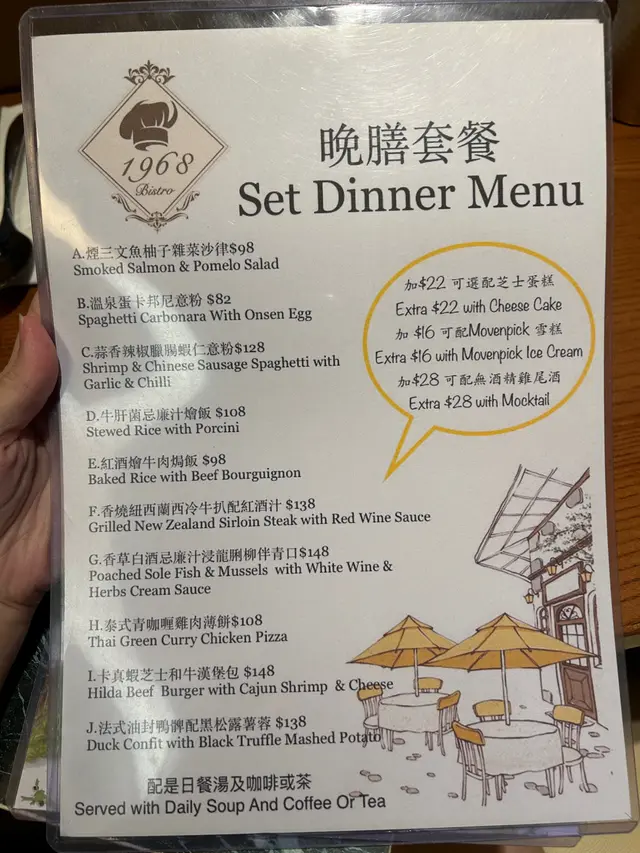 1968
Bistro
晚膳套餐
Set Dinner Menu
A.煙三文魚柚子雜菜沙律$98
Smoked Salmon & Pomelo Salad
B.溫泉蛋卡邦尼意粉 $82
Spaghetti Carbonara With Onsen Egg
C.蒜香辣椒臘腸蝦仁意粉$128
Shrimp & Chinese Sausage Spaghetti with
Garlic & Chilli
D.牛肝菌忌廉汁燴飯 $108
Stewed Rice with Porcini
E.紅酒燴牛肉焗飯 $98
Baked Rice with Beef Bourguignon
F.香燒紐西蘭西冷牛扒配紅酒汁 $138
Grilled New Zealand Sirloin Steak with Red Wine Sauce
G.香草白酒忌廉汁浸龍脷柳伴青口$148
Poached Sole Fish & Mussels with White Wine &
Herbs Cream Sauce
H.泰式青咖喱雞肉薄餅$108
Thai Green Curry Chicken Pizza
I.卡真蝦芝士和牛漢堡包 $148
Hilda Beef Burger with Cajun Shrimp & Cheese
J.法式油封鴨髀配黑松露薯蓉 $138
Duck Confit with Black Truffle Mashed Potato
配是日餐湯及咖啡或茶
Served with Daily Soup And Coffee Or Tea
加$22 可選配芝士蛋糕
Extra $22 with Cheese Cake
加 $16 可配Movenpick 雪糕
Extra $16 with Movenpick Ice Cream
加$28 可配無酒精雞尾酒
Extra $28 with Mocktail